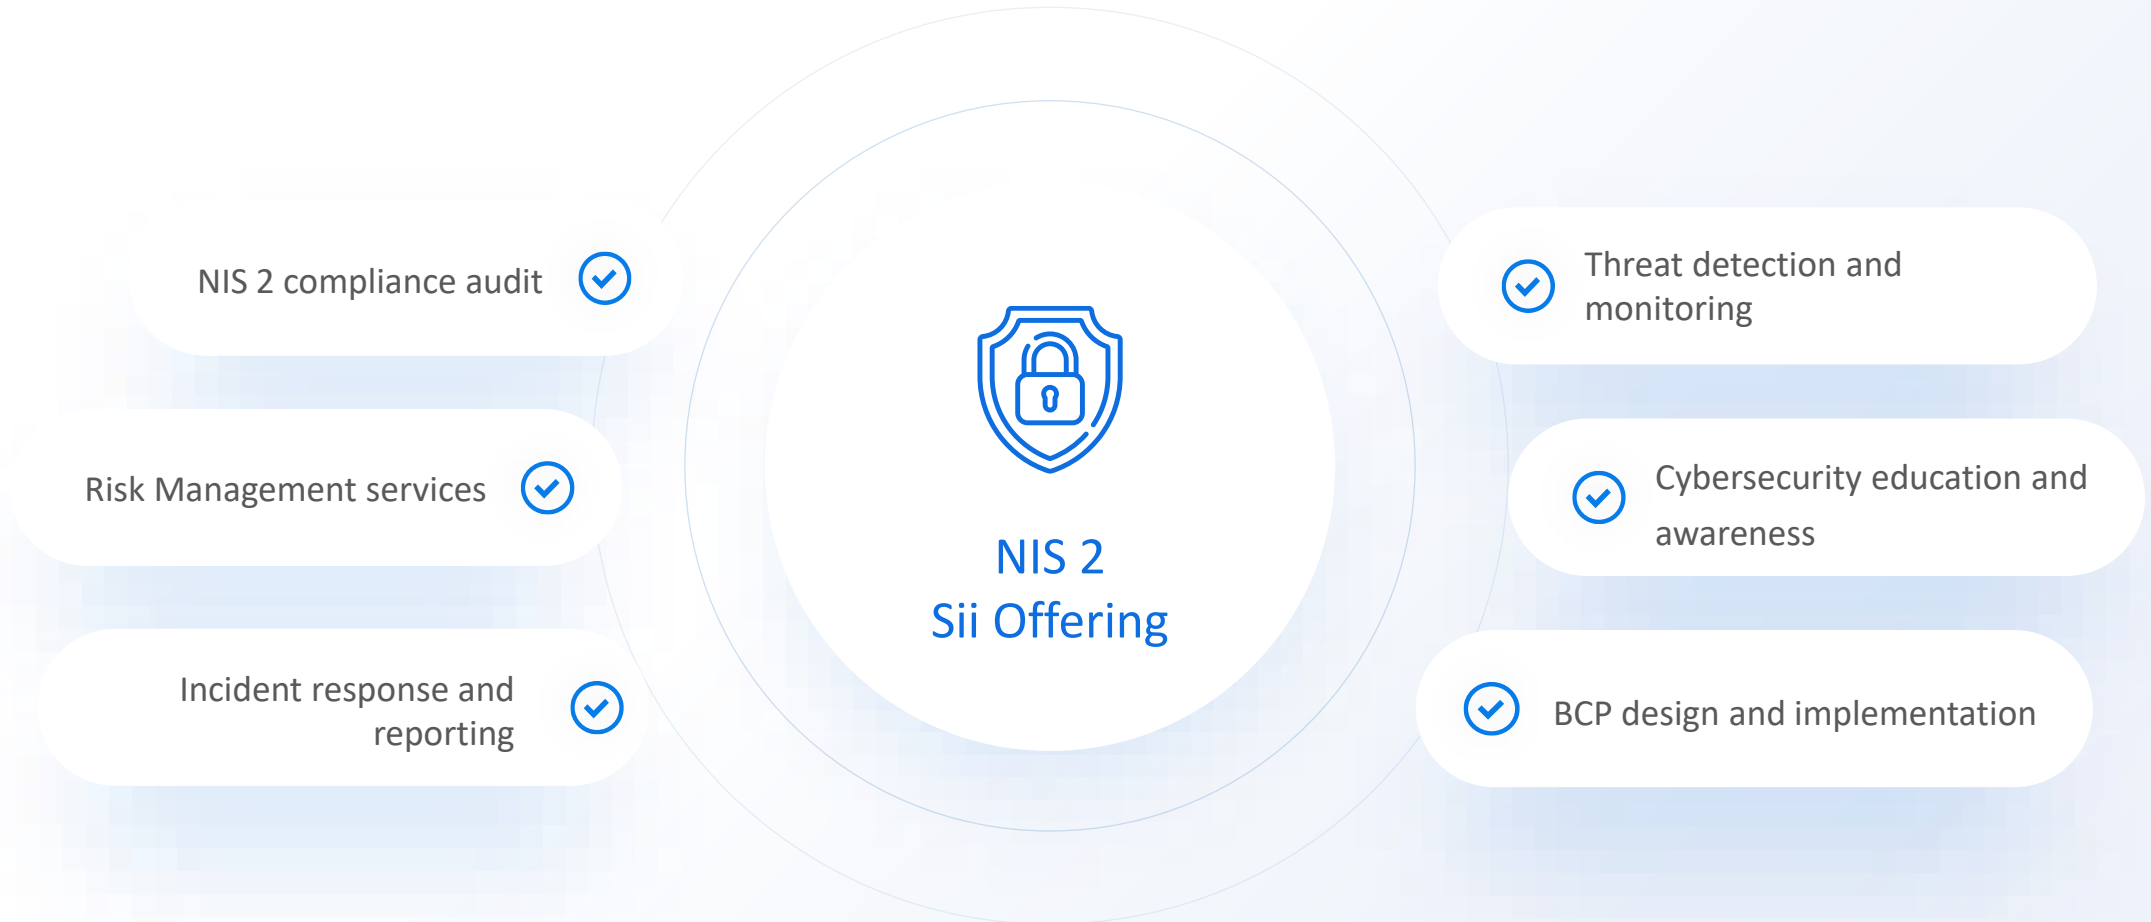 NIS 2 compliance audit
Risk Management services
Incident response and
reporting
NIS 2
Sii Offering
Threat detection and
monitoring
Cybersecurity education and
awareness
BCP design and implementation